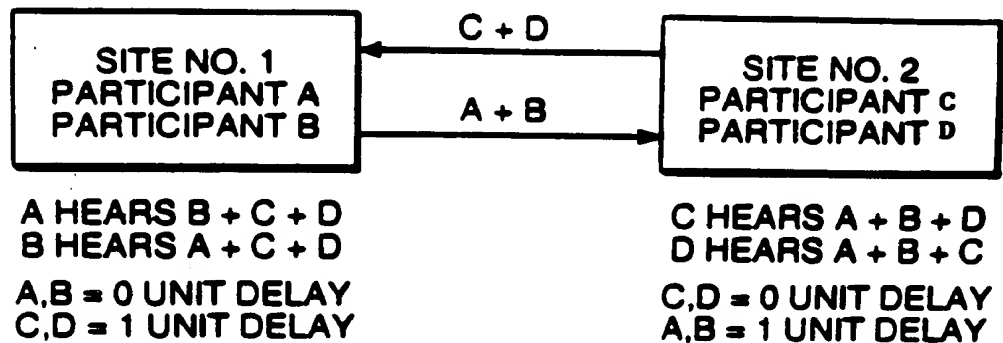 C + D
SITE NO. 1
PARTICIPANT A
PARTICIPANT B
A + B
SITE NO. 2
PARTICIPANT C
PARTICIPANT D
A HEARS B + C + D
B HEARS A + C + D
A,B = 0 UNIT DELAY
C,D = 1 UNIT DELAY
C HEARS A + B + D
D HEARS A + B + C
C,D = 0 UNIT DELAY
A,B = 1 UNIT DELAY